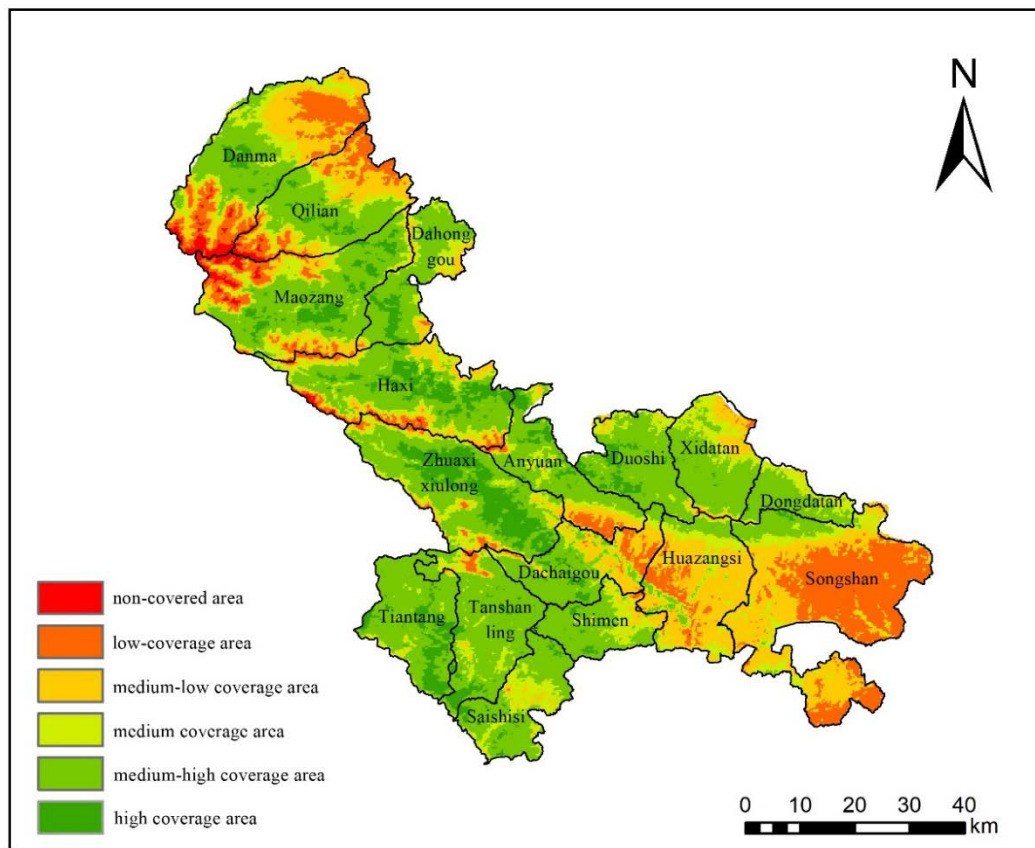 N
Danma
Qilian
Dahong
gou
Maozang
Haxi
Zhuaxi
xiulong
Anyuan
Duoshi
Xidatan
Dongdatan
Huazangsi
Songshan
Dachaigou
Tiantang
Tanshan
ling
Shimen
Saishisi
non-covered area
low-coverage area
medium-low coverage area
medium coverage area
medium-high coverage area
high coverage area
0 10 20 30 40
km